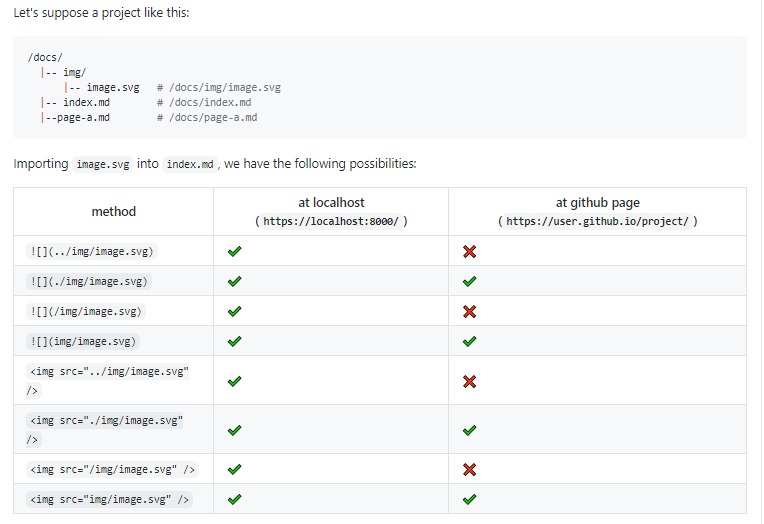 Let's suppose a project like this:
/docs/
|-- img/
|-- image.svg # /docs/img/image.svg
|-- index.md # /docs/index.md
|--page-a.md # /docs/page-a.md
Importing image.svg into index.md , we have the following possibilities:
method
at localhost
( https://localhost:8000/ )
at github page
( https://user.github.io/project/ )
![](../img/image.svg)
![](./img/image.svg)
![](/img/image.svg)
![](img/image.svg)
<img src="../img/image.svg"
/>
<img src="./img/image.svg"
/>
<img src="/img/image.svg" />
<img src="img/image.svg" />